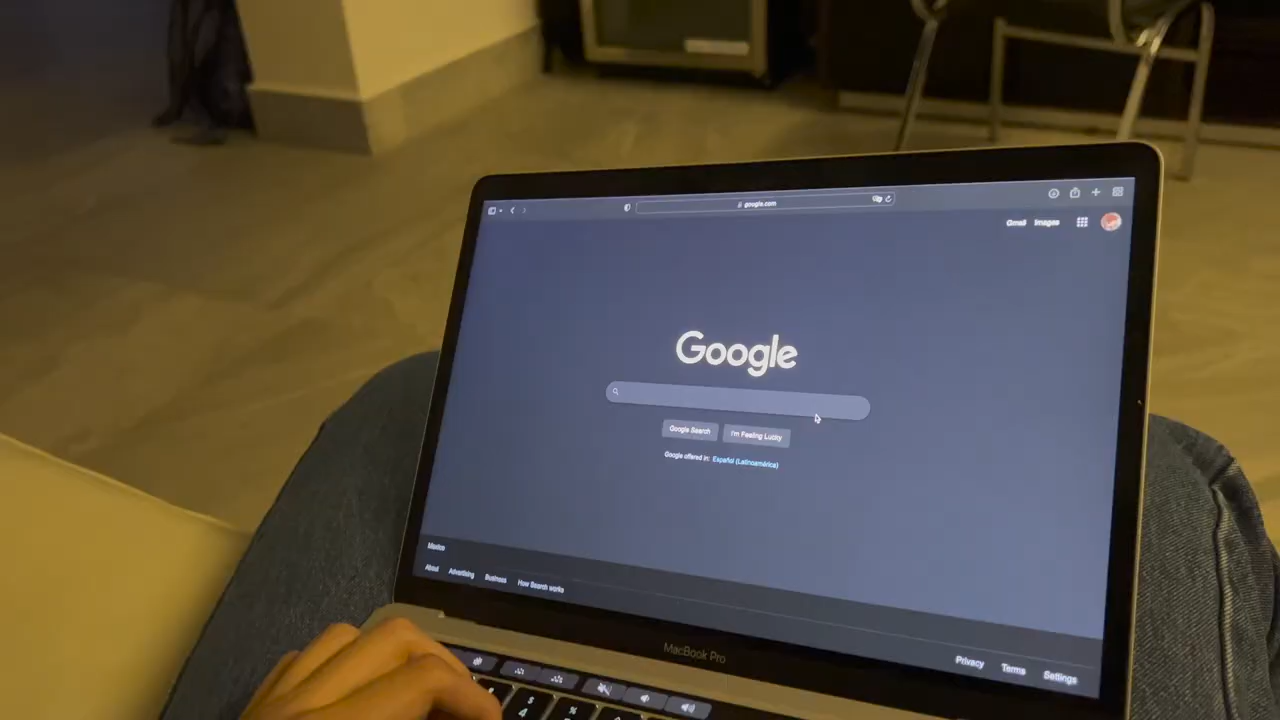 google.com
Gmail Images
Google
Google Search I'm Feeling Lucky
Google offered in: Español (Latinoamérica)
Mexico
About Advertising Business How Search works
Privacy Terms Settings
MacBook Pro
$
4
%